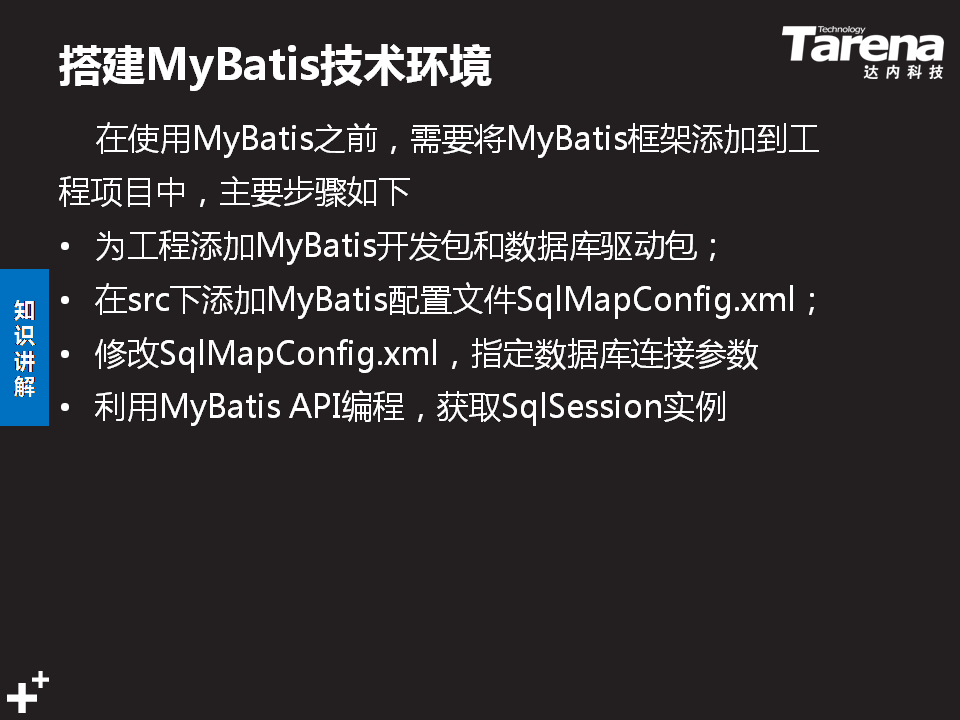 搭建MyBatis技术环境
Technology
Tarena
达内科技
在使用MyBatis之前，需要将MyBatis框架添加到工
程项目中，主要步骤如下
• 为工程添加MyBatis开发包和数据库驱动包；
• 在src下添加MyBatis配置文件SqlMapConfig.xml；
• 修改SqlMapConfig.xml，指定数据库连接参数
• 利用MyBatis API编程，获取SqlSession实例
知识讲解